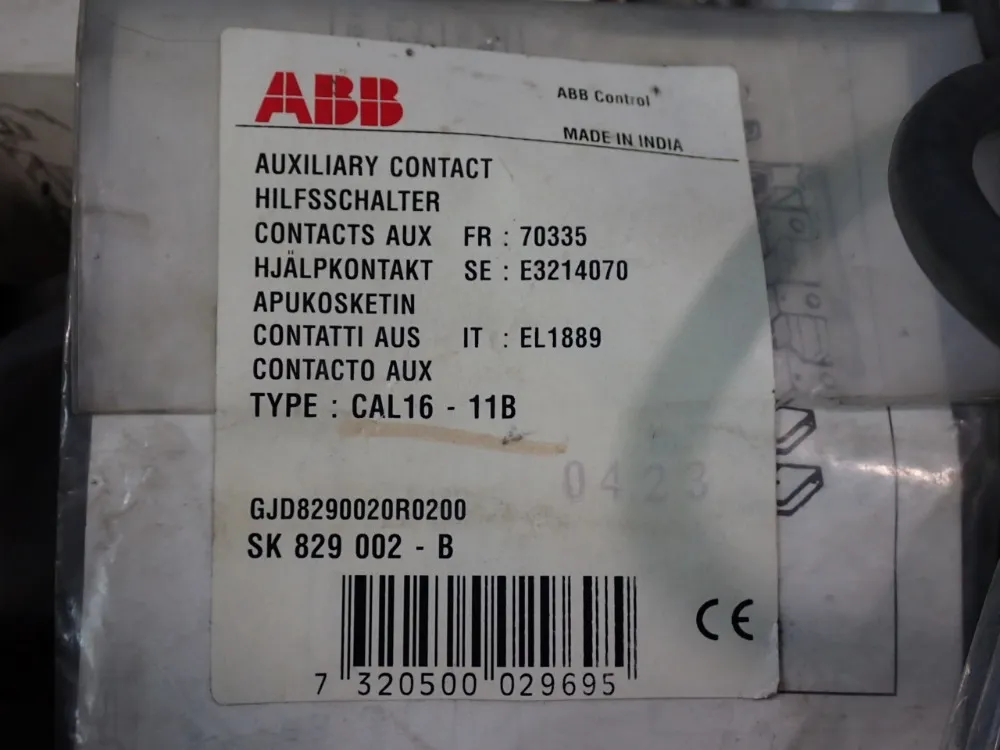 ABB
ABB Control
MADE IN INDIA
AUXILIARY CONTACT
HILFSSCHALTER
CONTACTS AUX FR : 70335
HJÄLPKONTAKT SE : E3214070
APUKOSKETIN
CONTATTI AUS IT : EL1889
CONTACTO AUX
TYPE : CAL16 - 11B
0423
GJD8290020R0200
SK 829 002 - B
7 320500 029695
CE